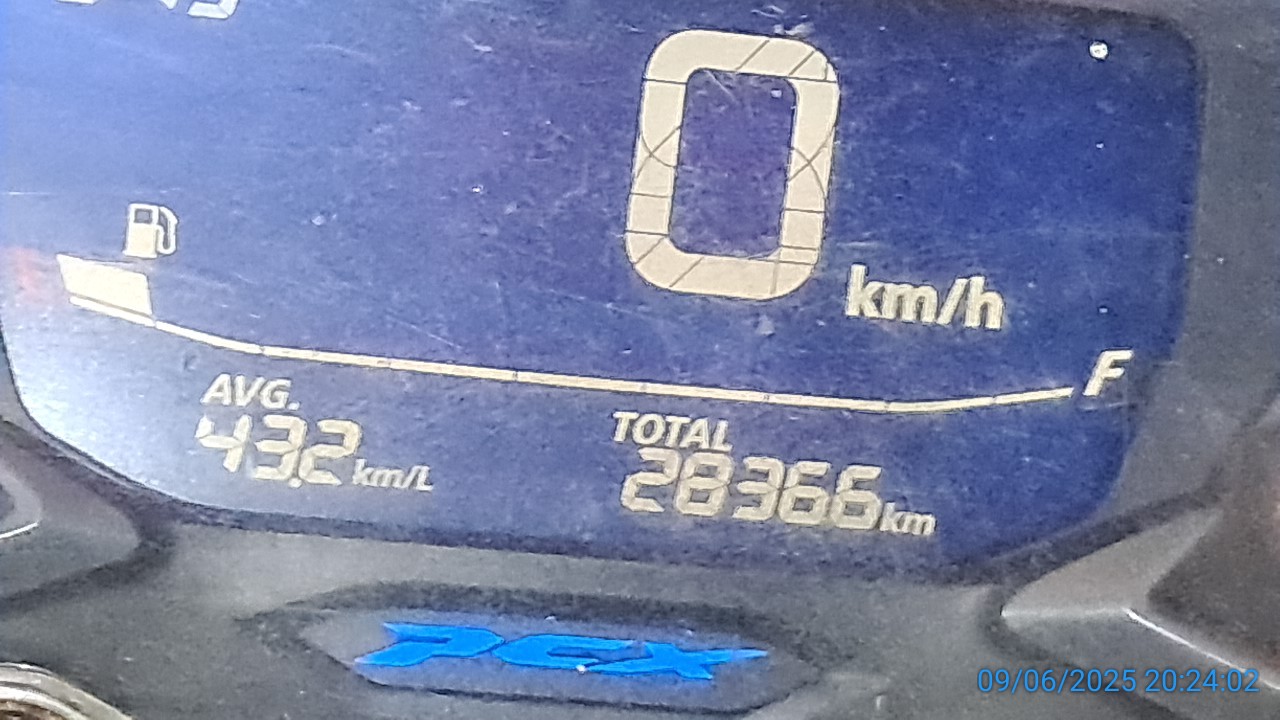 0 km/h
F
AVG.
43.2 km/L
TOTAL
28366 km
PCX
09/06/2025 20:24:02